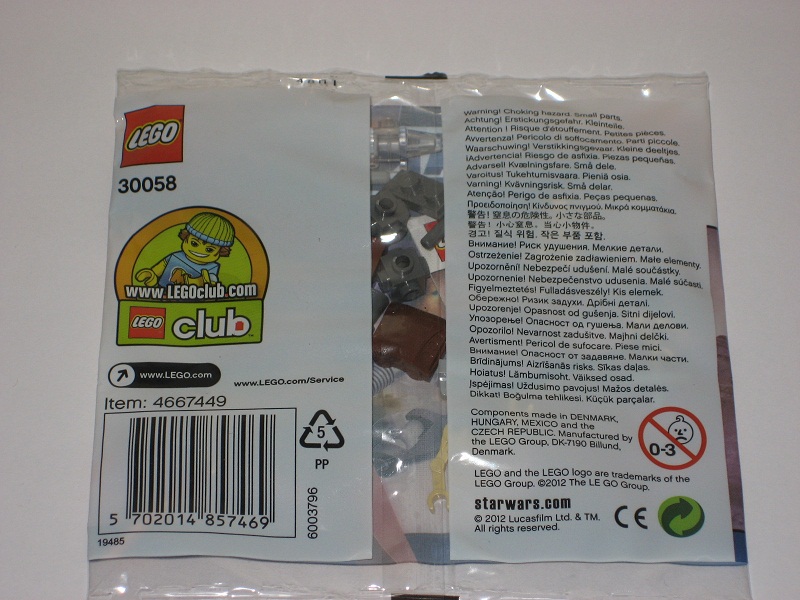 LEGO
30058
www.LEGOclub.com
LEGO club™
www.LEGO.com
www.LEGO.com/Service
Item: 4667449
5 702014 857469
19485
5
PP
6003796
Warning! Choking hazard. Small parts.
Achtung! Erstickungsgefahr. Kleinteile.
Attention ! Risque d'étouffement. Petites pièces.
Avvertenza! Pericolo di soffocamento. Parti piccole.
Waarschuwing! Verstikkingsgevaar. Kleine deeltjes.
¡Advertencia! Riesgo de asfixia. Piezas pequeñas.
Advarsel! Kvælningsfare. Små dele.
Varoitus! Tukehtumisvaara. Pieniä osia.
Varning! Kvävningsrisk. Små delar.
Atenção! Perigo de asfixia. Peças pequenas.
Προειδοποίηση! Κίνδυνος πνιγμού. Μικρά κομματάκια.
警告! 窒息の危険性。小さな部品。
警告! 小心窒息。当心小物件。
경고! 질식 위험. 작은 부품 포함.
Внимание! Риск удушения. Мелкие детали.
Ostrzeżenie! Zagrożenie zadławieniem. Małe elementy.
Upozornění! Nebezpečí udušení. Malé součástky.
Upozornenie! Nebezpečenstvo udusenia. Malé súčasti.
Figyelmeztetés! Fulladásveszély! Kis elemek.
Обережно! Ризик задухи. Дрібні деталі.
Upozorenje! Opasnost od gušenja. Sitni dijelovi.
Упозорење! Опасност од гушења. Мали делови.
Opozorilo! Nevarnost zadušitve. Majhni delčki.
Avertisment! Pericol de sufocare. Piese mici.
Внимание! Опасност от задавяне. Малки части.
Brīdinājums! Aizrīšanās risks. Sīkas daļas.
Hoiatus! Lämbumisoht. Väiksed osad.
Įspėjimas! Uždusimo pavojus! Mažos detalės.
Dikkat! Boğulma tehlikesi. Küçük parçalar.
Components made in DENMARK,
HUNGARY, MEXICO and the
CZECH REPUBLIC. Manufactured by
the LEGO Group, DK-7190 Billund,
Denmark.
0-3
LEGO and the LEGO logo are trademarks of the
LEGO Group. ©2012 The LE GO Group.
starwars.com
© 2012 Lucasfilm Ltd. & TM.
All rights reserved.
CE